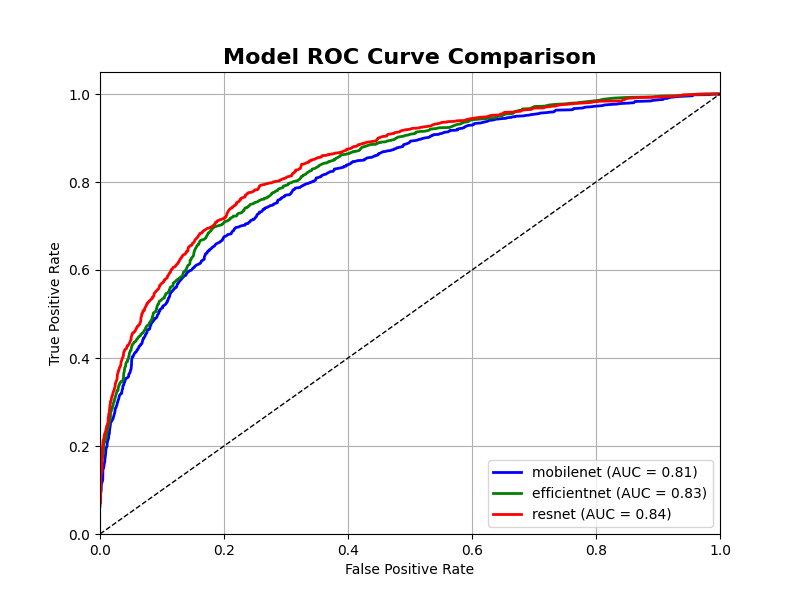 Model ROC Curve Comparison
True Positive Rate
1.0
0.8
0.6
0.4
0.2
0.0
mobilenet (AUC = 0.81)
efficientnet (AUC = 0.83)
resnet (AUC = 0.84)
0.0 0.2 0.4 0.6 0.8 1.0
False Positive Rate